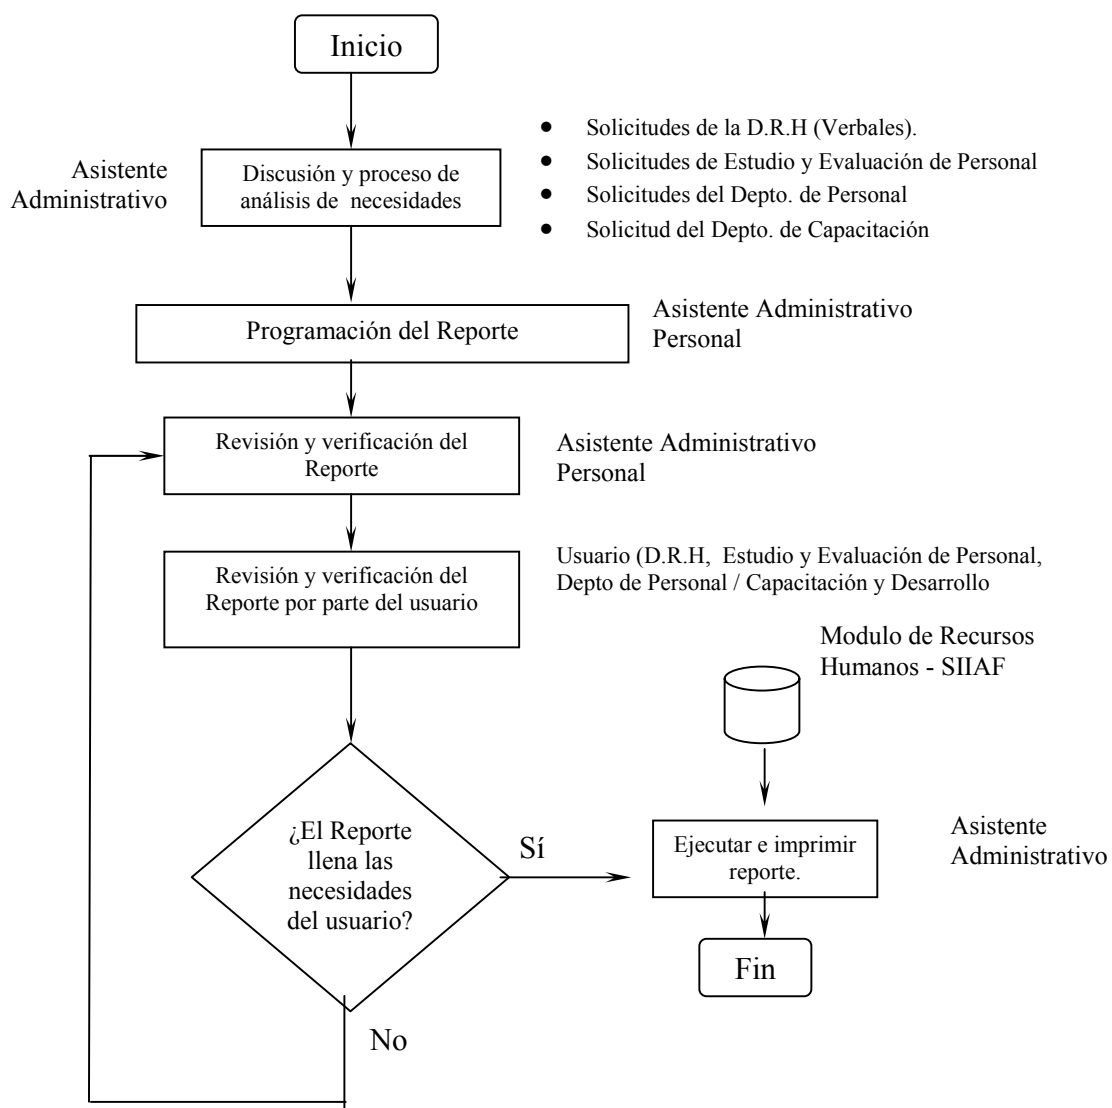 Inicio
Asistente
Administrativo
Discusión y proceso de
análisis de necesidades
● Solicitudes de la D.R.H (Verbales).
● Solicitudes de Estudio y Evaluación de Personal
● Solicitudes del Depto. de Personal
● Solicitud del Depto. de Capacitación
Programación del Reporte
Asistente Administrativo
Personal
Revisión y verificación del
Reporte
Asistente Administrativo
Personal
Revisión y verificación del
Reporte por parte del usuario
Usuario (D.R.H, Estudio y Evaluación de Personal,
Depto de Personal / Capacitación y Desarrollo
Modulo de Recursos
Humanos - SIIAF
¿El Reporte
llena las
necesidades
del usuario?
Sí
Ejecutar e imprimir
reporte.
Asistente
Administrativo
Fin
No